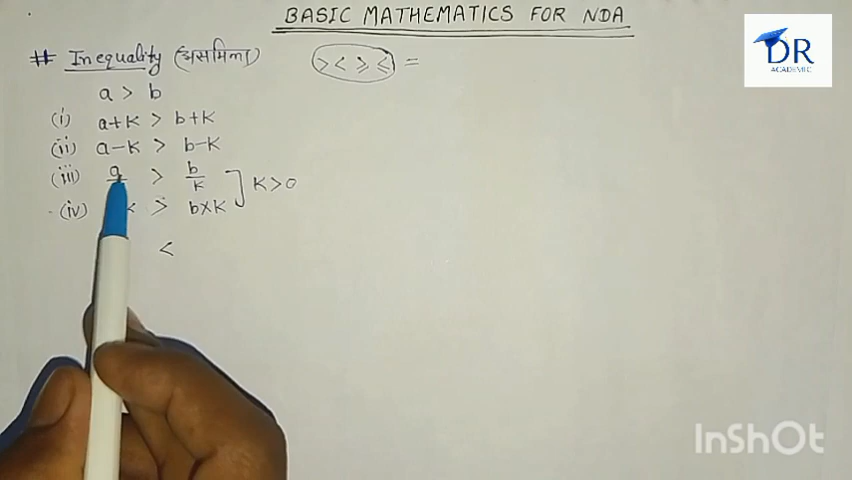 BASIC MATHEMATICS FOR NDA
# Inequality (असमिका) > < ≥ ≤ =
a > b
(i) a+K > b+K
(ii) a-K > b-K
(iii) a > b/K ] K > 0
(iv) > b×K
<
DR
ACADEMIC
InShOt